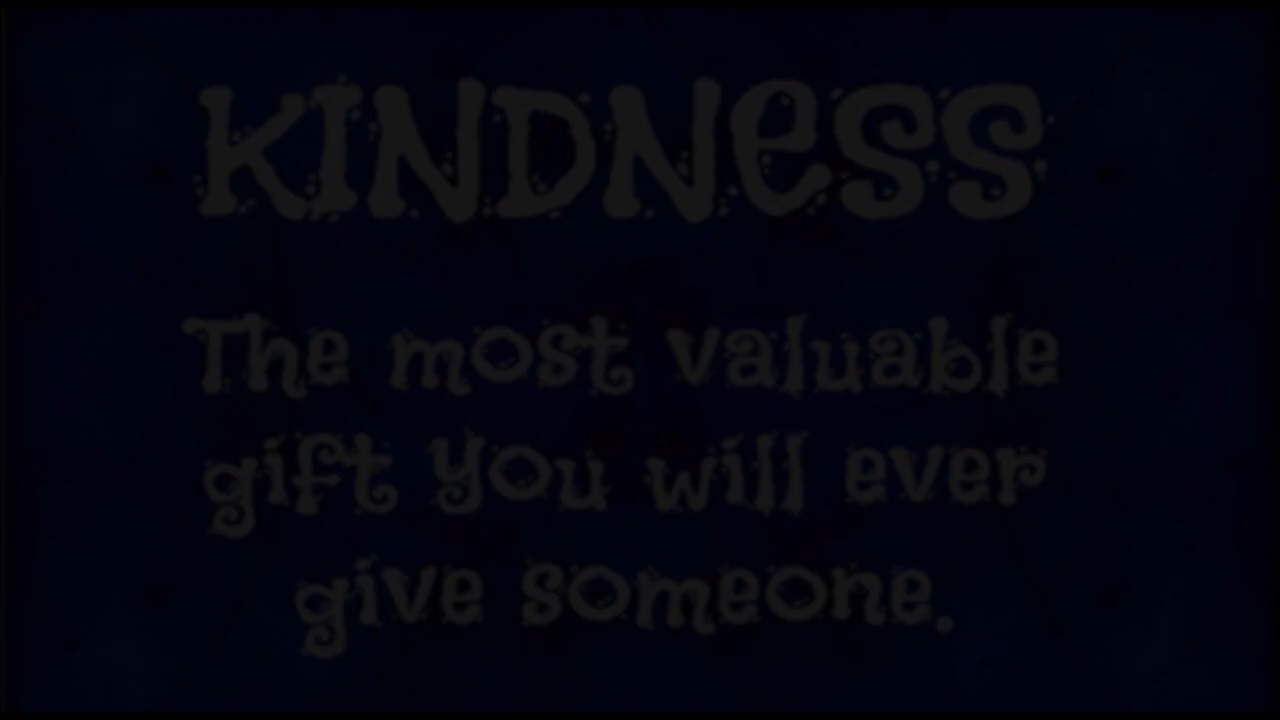 KINDNESS
The most valuable
gift you will ever
give someone.